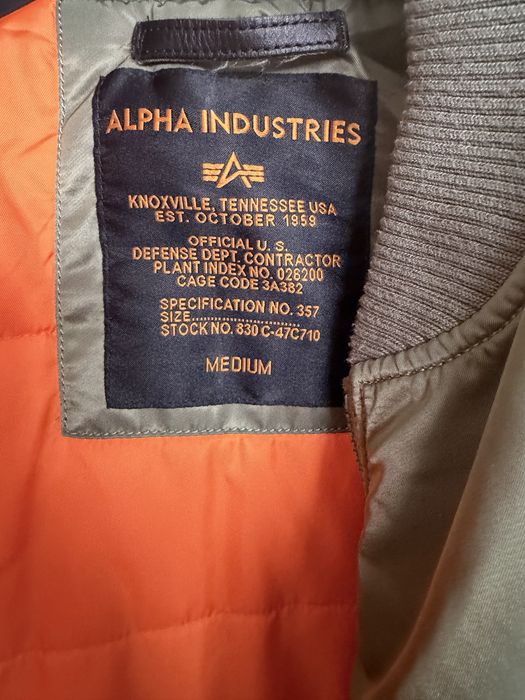 ALPHA INDUSTRIES
KNOXVILLE, TENNESSEE USA
EST. OCTOBER 1959
OFFICIAL U. S.
DEFENSE DEPT. CONTRACTOR
PLANT INDEX NO. 026200
CAGE CODE 3A382
SPECIFICATION NO. 357
SIZE............................
STOCK NO. 830 C-47C710
MEDIUM